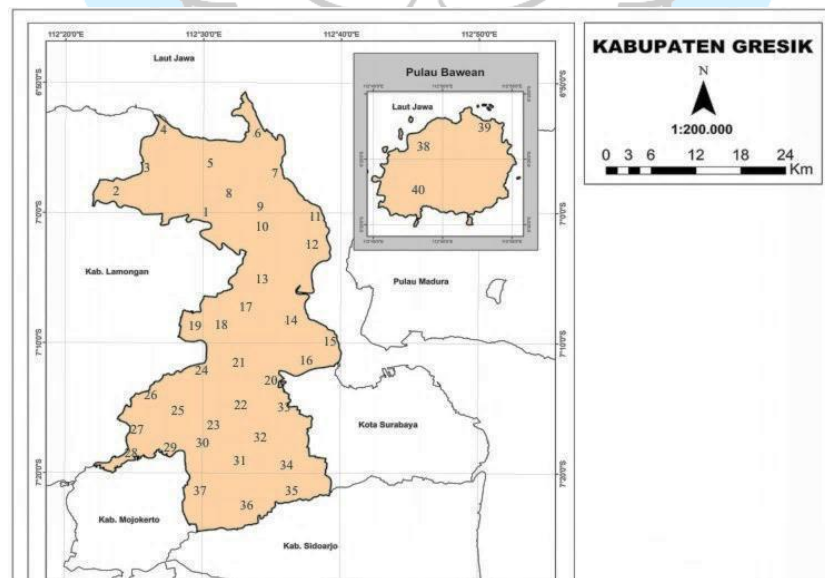 KABUPATEN GRESIK
N
1:200.000
0 3 6 12 18 24
Km
112°20'0"E 112°30'0"E 112°40'0"E 112°50'0"E
Laut Jawa
6°50'0"S
6°50'0"S
Pulau Bawean
Laut Jawa
39
38
40
4
6
3
5
7
2
8
1
9
11
10
7°0'0"S
7°0'0"S
12
Kab. Lamongan
13
Pulau Madura
17
19
18
14
15
7°10'0"S
7°10'0"S
16
21
24
20
26
22
33
25
23
Kota Surabaya
27
32
30
29
28
31
34
7°20'0"S
7°20'0"S
37
35
36
Kab. Mojokerto
Kab. Sidoarjo